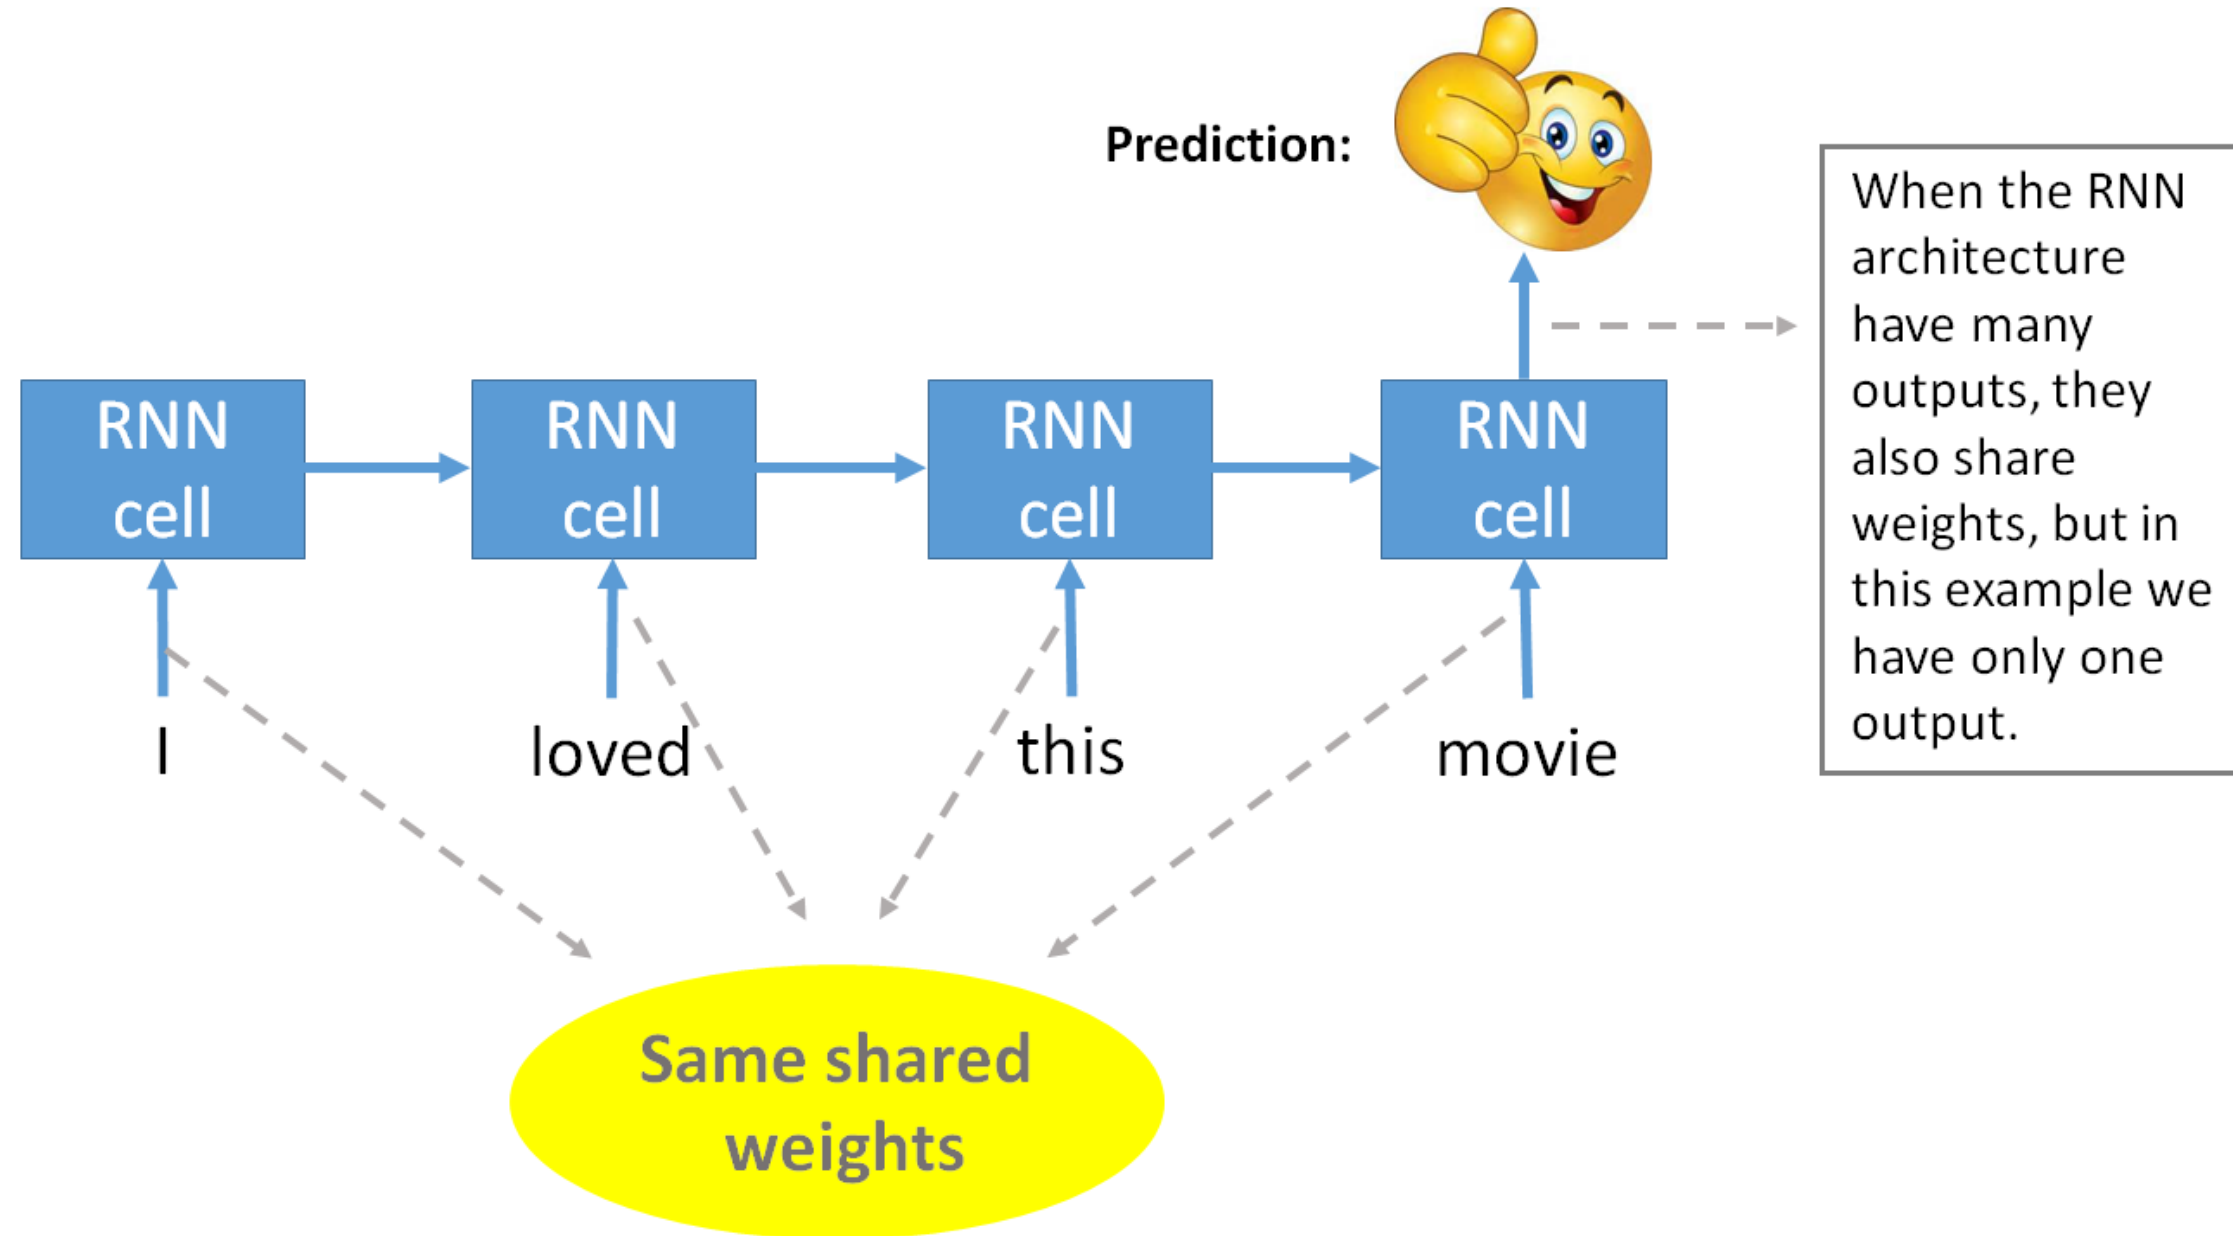 Prediction:
When the RNN
architecture
have many
outputs, they
also share
weights, but in
this example we
have only one
output.
RNN
cell
RNN
cell
RNN
cell
RNN
cell
I
loved
this
movie
Same shared
weights